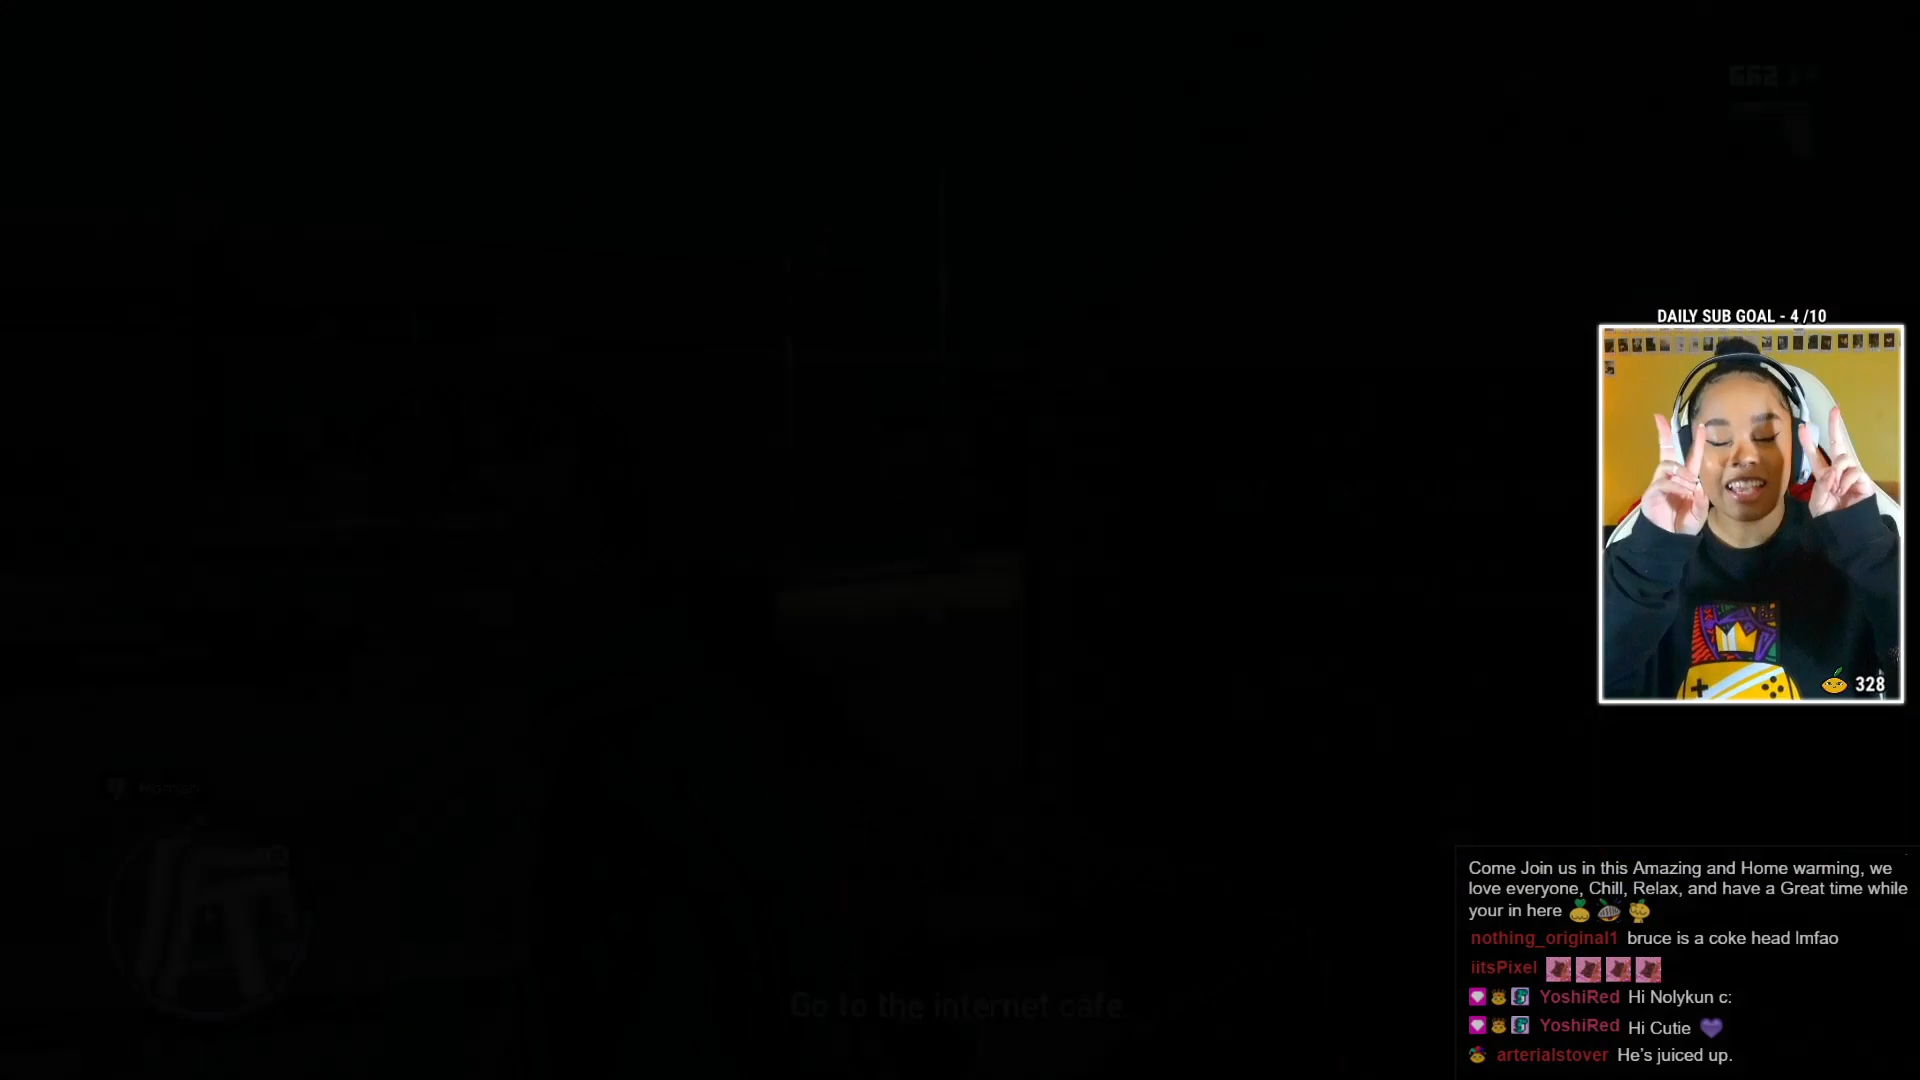 DAILY SUB GOAL - 4 /10
328
Come Join us in this Amazing and Home warming, we
love everyone, Chill, Relax, and have a Great time while
your in here
nothing_original1 bruce is a coke head lmfao
iitsPixel
YoshiRed Hi Nolykun c:
YoshiRed Hi Cutie
arterialstover He's juiced up.
Go to the internet cafe.